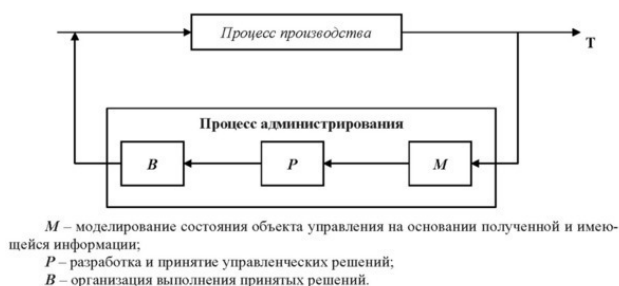 Процесс производства
Т
Процесс администрирования
В
Р
М
М – моделирование состояния объекта управления на основании полученной и имею-
щейся информации;
Р – разработка и принятие управленческих решений;
В – организация выполнения принятых решений.